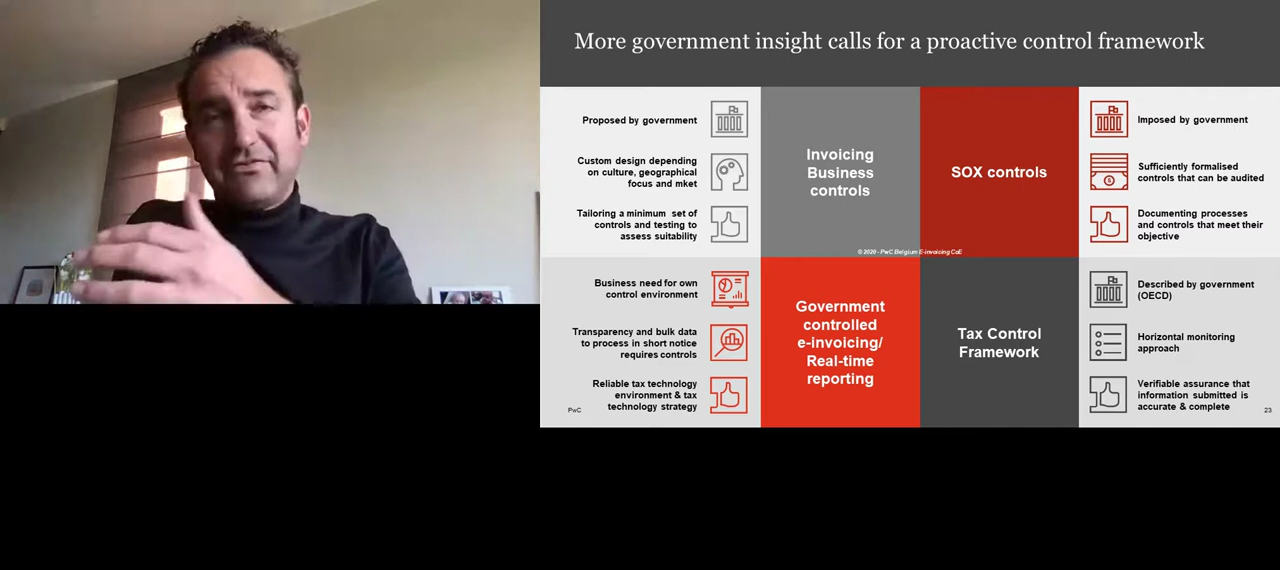 More government insight calls for a proactive control framework
Proposed by government
Custom design depending
on culture, geographical
focus and mket
Tailoring a minimum set of
controls and testing to
assess suitability
Invoicing
Business
controls
SOX controls
Imposed by government
Sufficiently formalised
controls that can be audited
Documenting processes
and controls that meet their
objective
© 2020 - PwC Belgium E-invoicing CoE
Business need for own
control environment
Transparency and bulk data
to process in short notice
requires controls
Reliable tax technology
environment & tax
technology strategy
Government
controlled
e-invoicing/
Real-time
reporting
Tax Control
Framework
Described by government
(OECD)
Horizontal monitoring
approach
Verifiable assurance that
information submitted is
accurate & complete
PwC
23